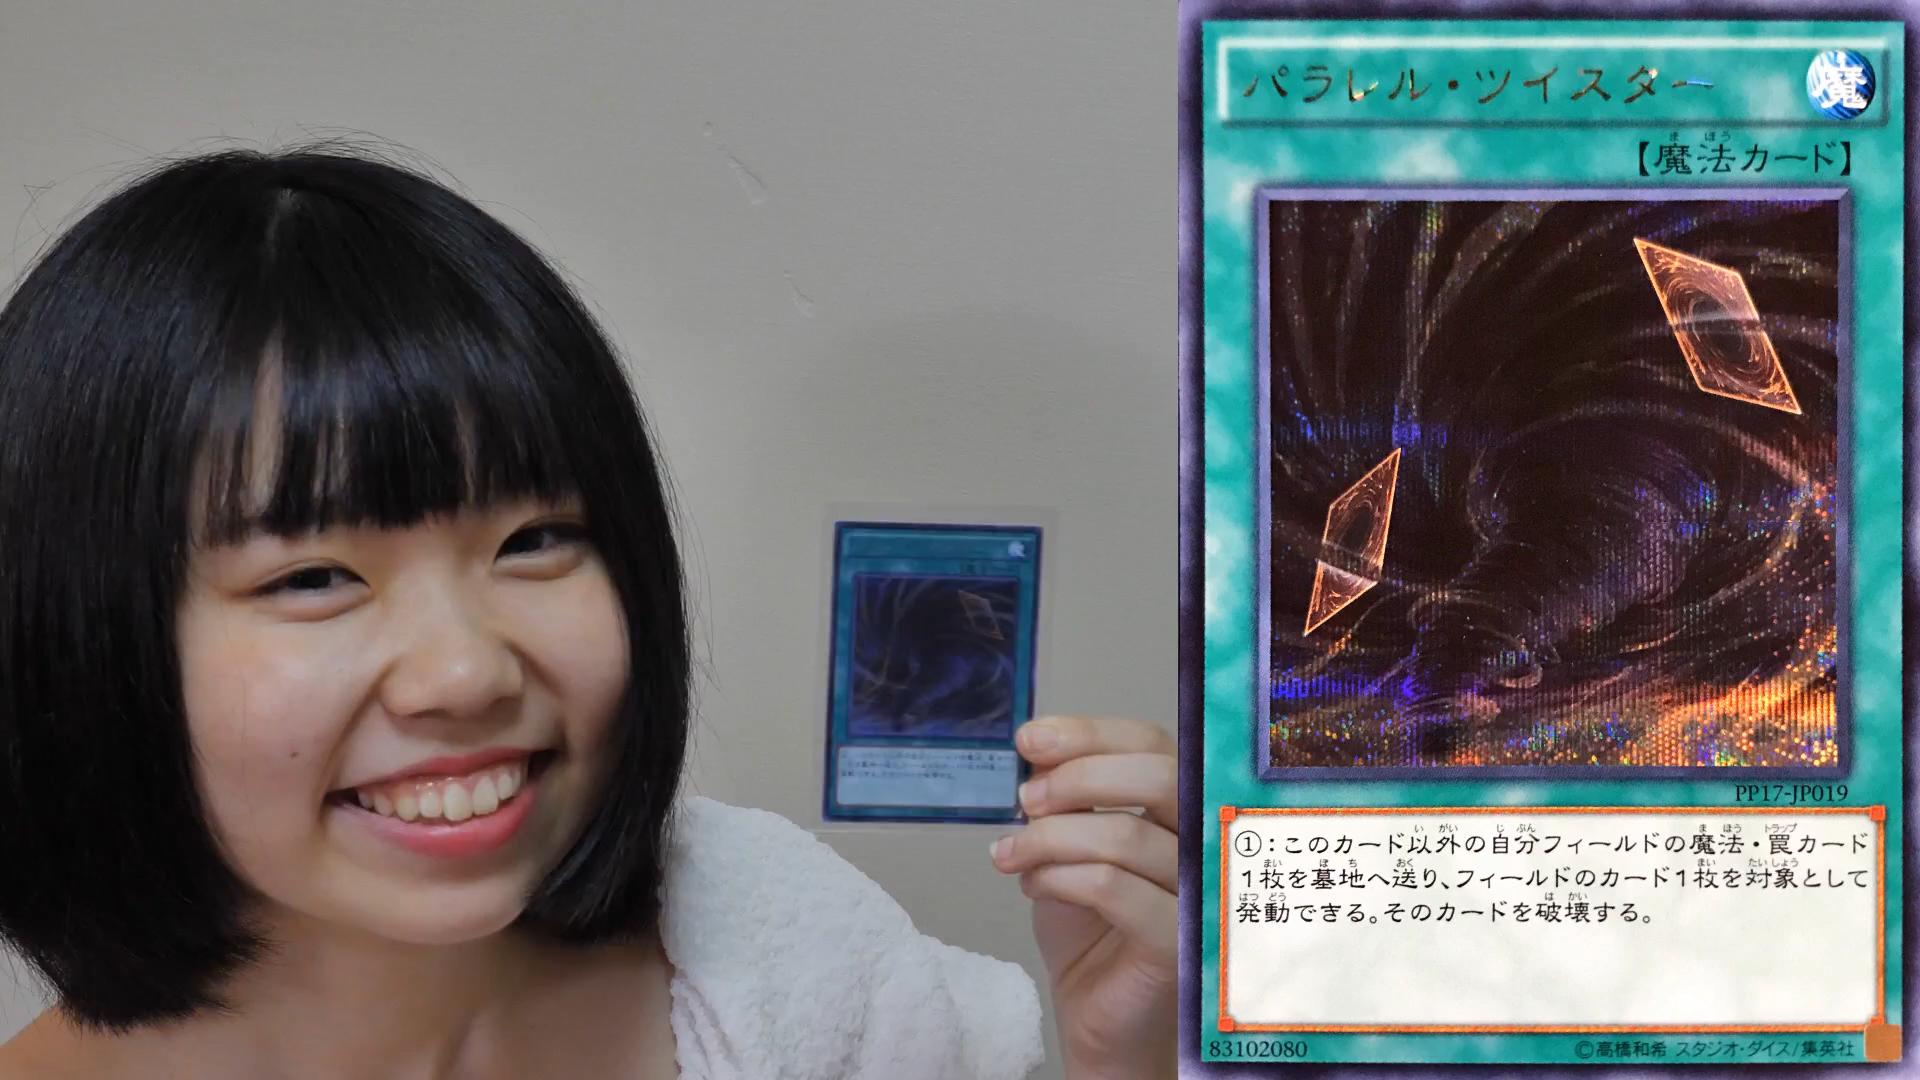 パラレル・ツイスター
魔
【魔法カード】
PP17-JP019
①:このカード以外の自分フィールドの魔法・罠カード
1枚を墓地へ送り、フィールドのカード1枚を対象として
発動できる。そのカードを破壊する。
83102080
©高橋和希 スタジオ・ダイス/集英社